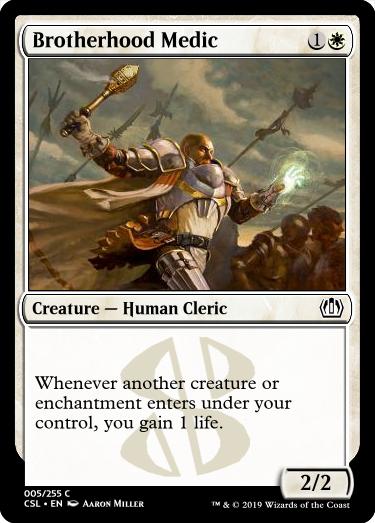 Brotherhood Medic 1
Creature — Human Cleric
Whenever another creature or
enchantment enters under your
control, you gain 1 life.
2/2
005/255 C
CSL • EN Aaron Miller
™ & © 2019 Wizards of the Coast